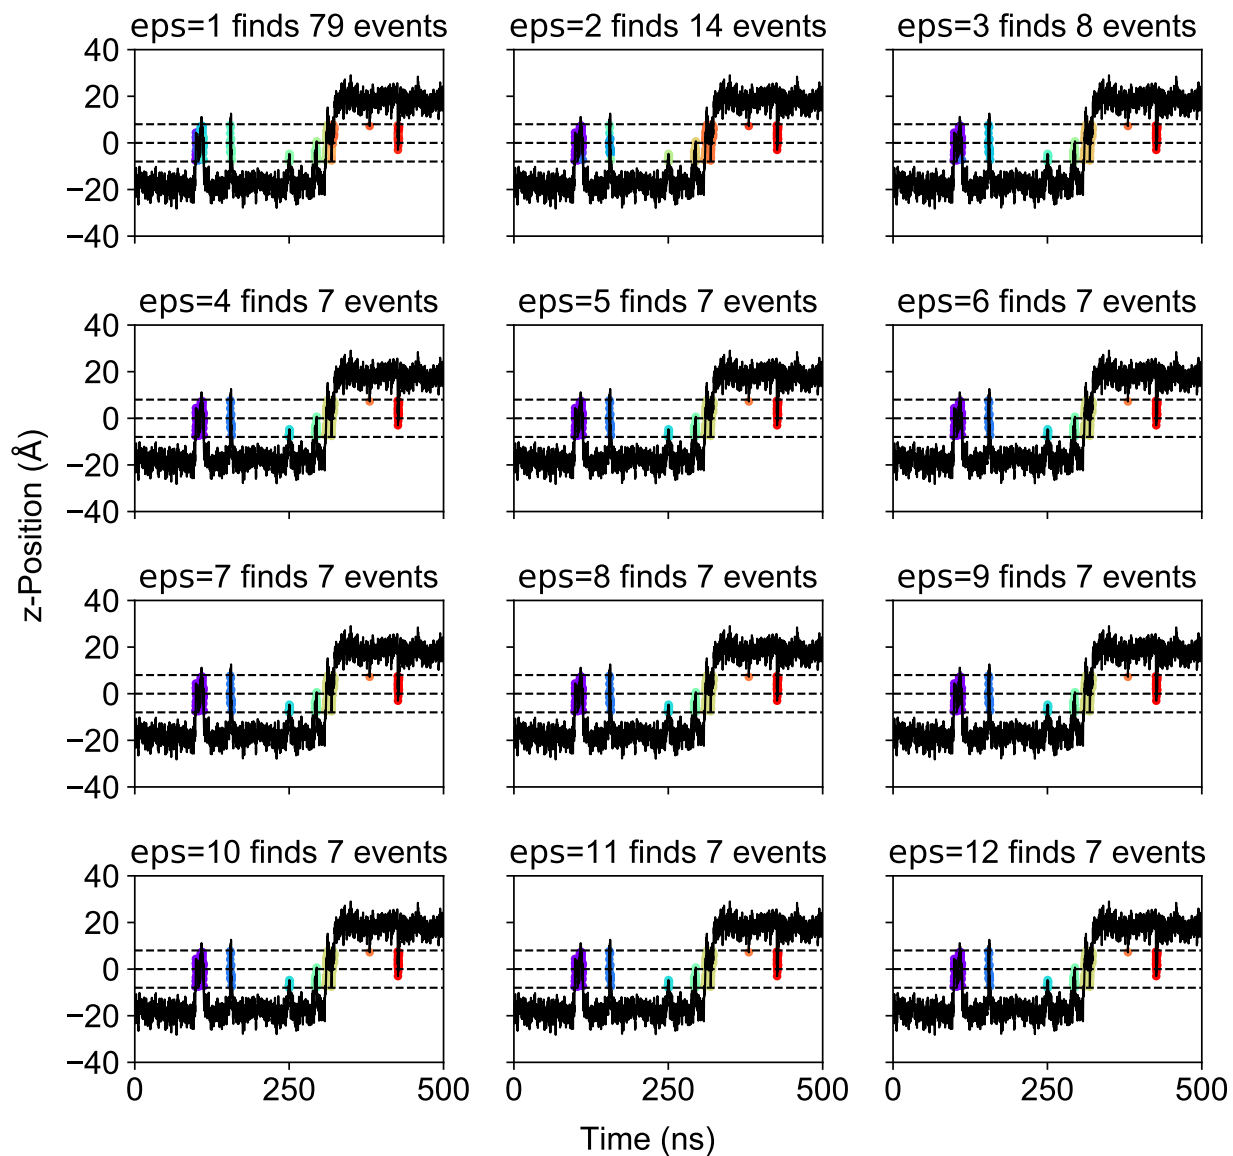 eps=1 finds 79 events
eps=2 finds 14 events
eps=3 finds 8 events
40
20
0
−20
−40
eps=4 finds 7 events
eps=5 finds 7 events
eps=6 finds 7 events
40
20
0
−20
−40
z-Position (Å)
eps=7 finds 7 events
eps=8 finds 7 events
eps=9 finds 7 events
40
20
0
−20
−40
eps=10 finds 7 events
eps=11 finds 7 events
eps=12 finds 7 events
40
20
0
−20
−40
0 250 500
0 250 500
0 250 500
Time (ns)